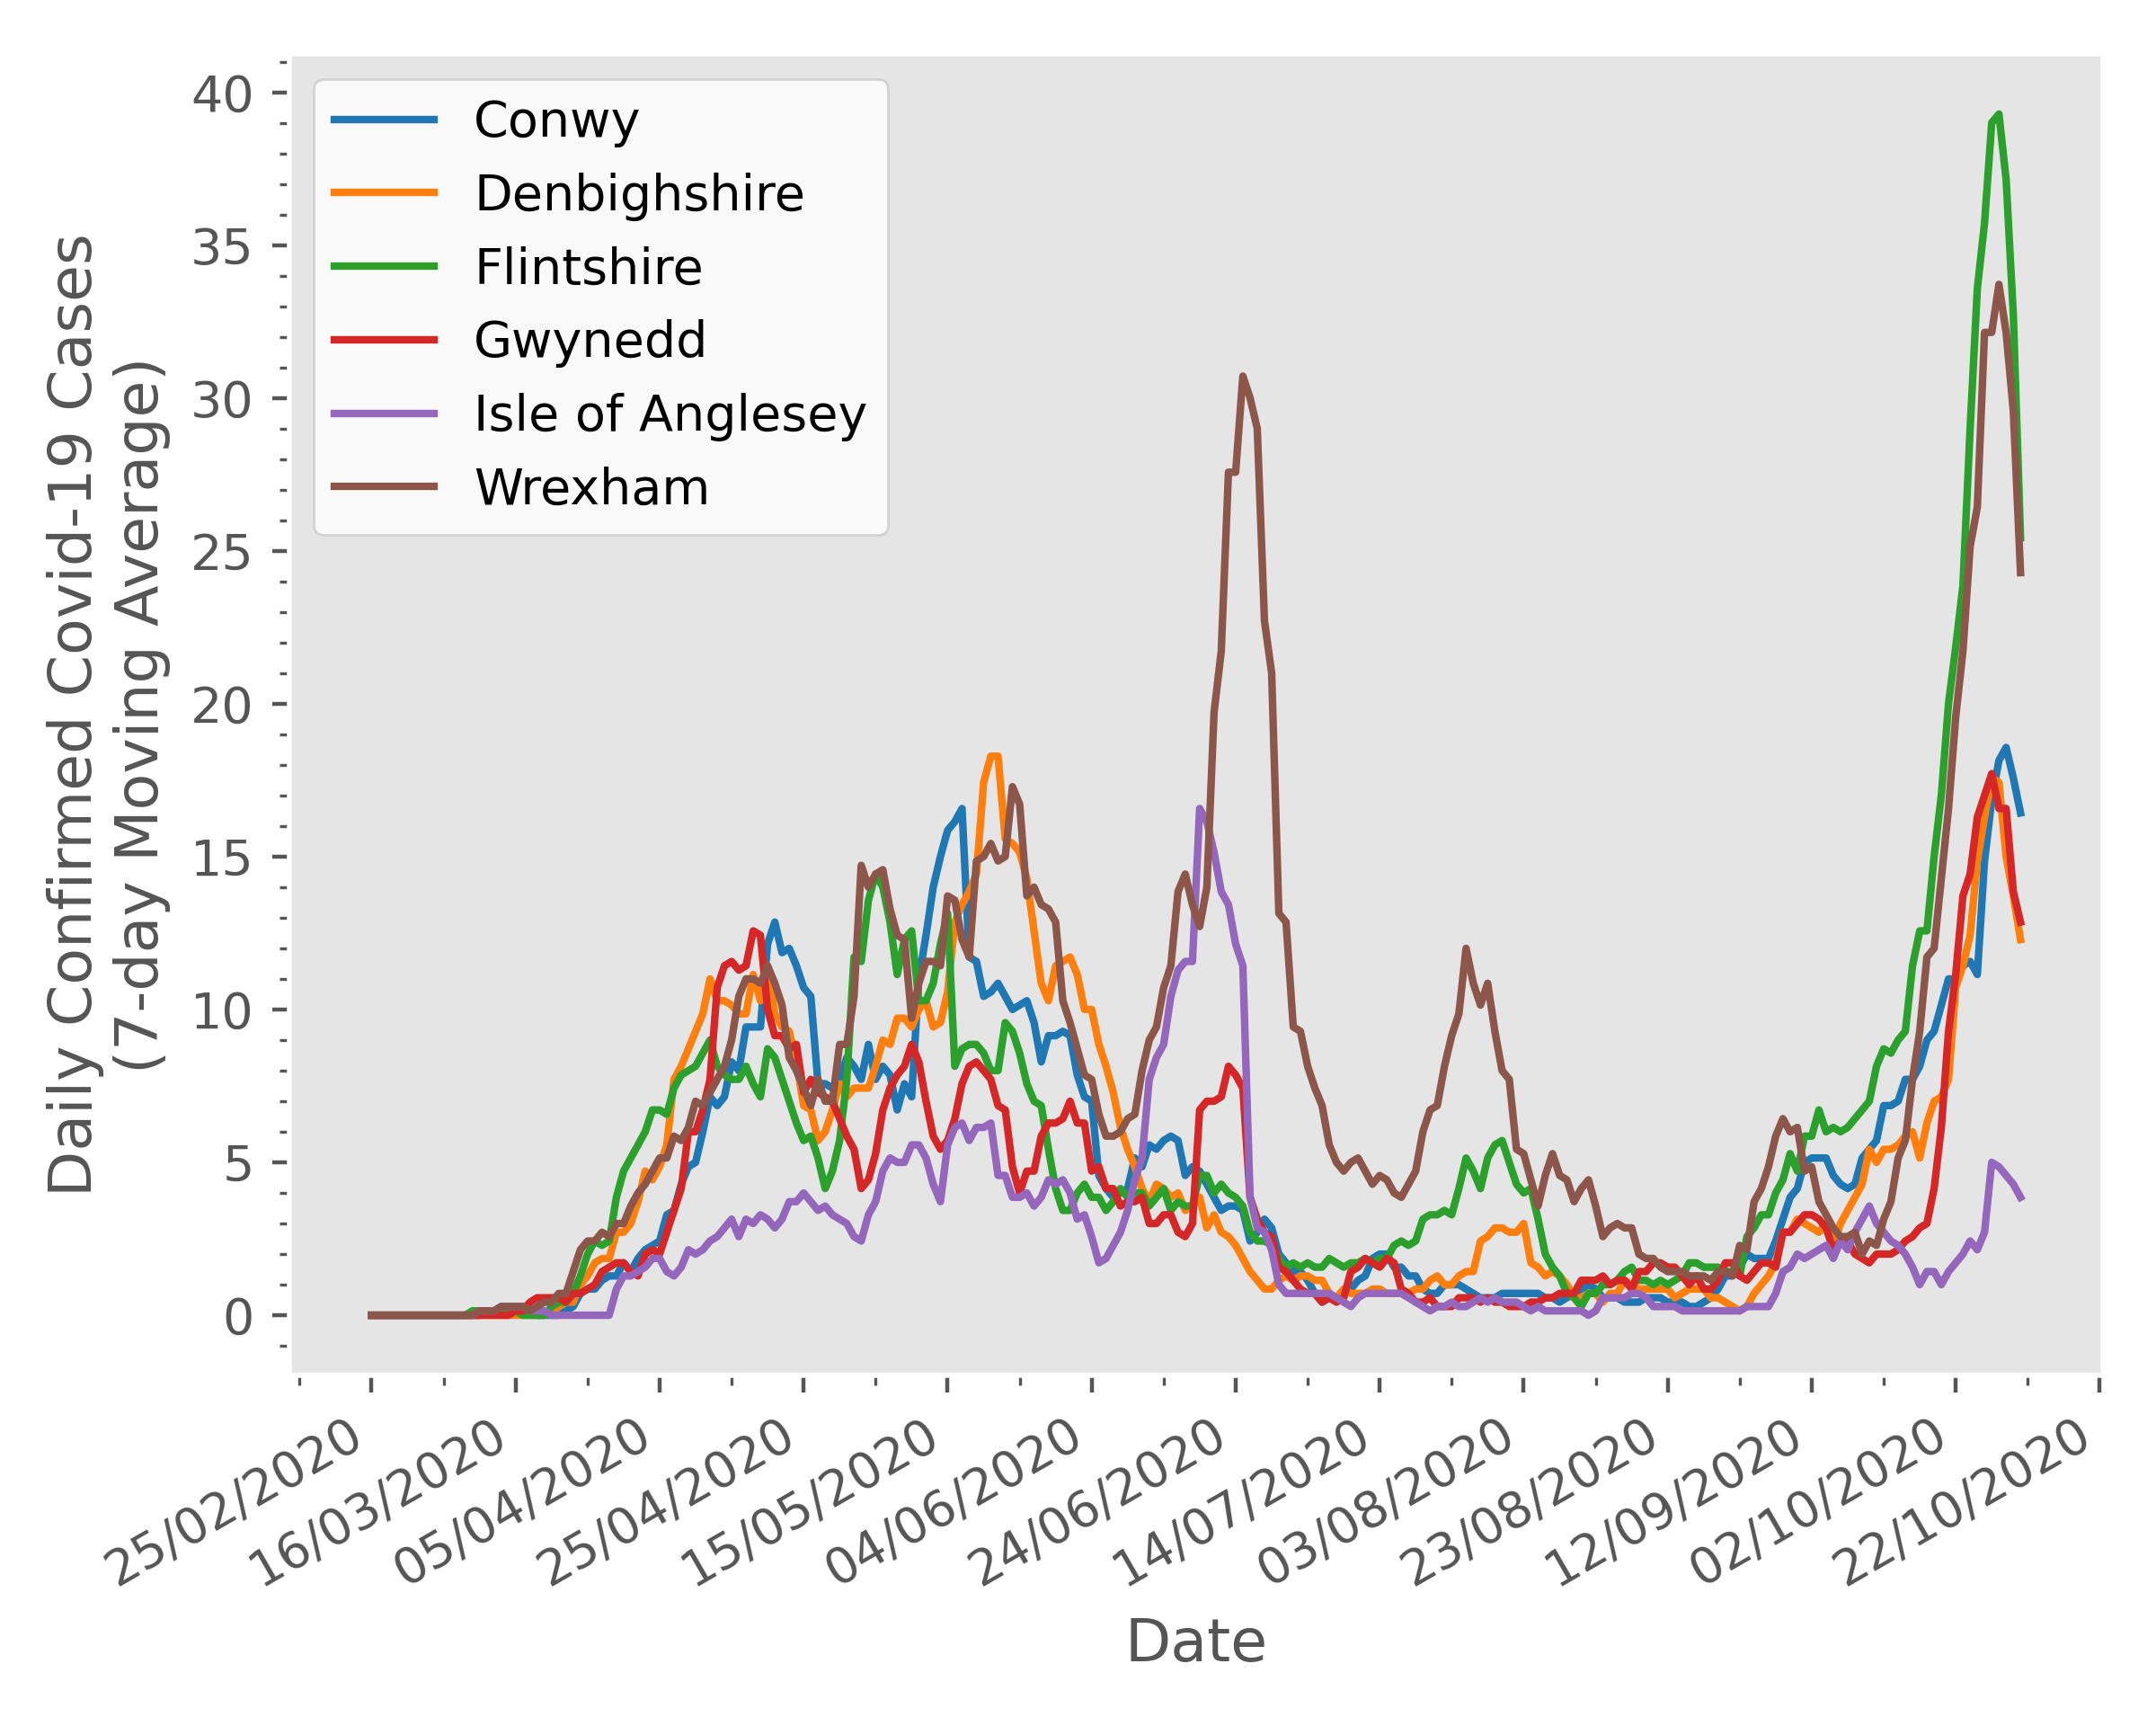 Daily Confirmed Covid-19 Cases
(7-day Moving Average)
40
35
30
25
20
15
10
5
0
Conwy
Denbighshire
Flintshire
Gwynedd
Isle of Anglesey
Wrexham
25/02/2020
16/03/2020
05/04/2020
25/04/2020
15/05/2020
04/06/2020
24/06/2020
14/07/2020
03/08/2020
23/08/2020
12/09/2020
02/10/2020
22/10/2020
Date